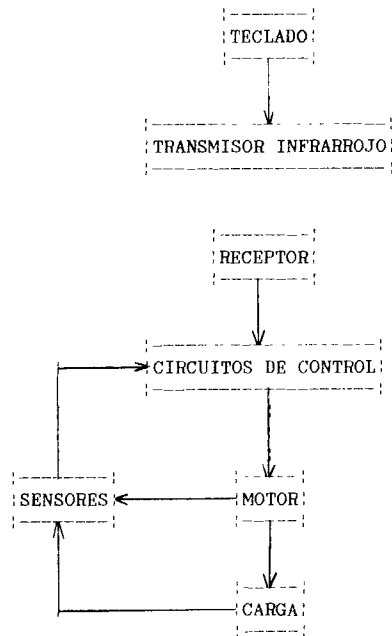 TECLADO
TRANSMISOR INFRARROJO
RECEPTOR
CIRCUITOS DE CONTROL
SENSORES
MOTOR
CARGA